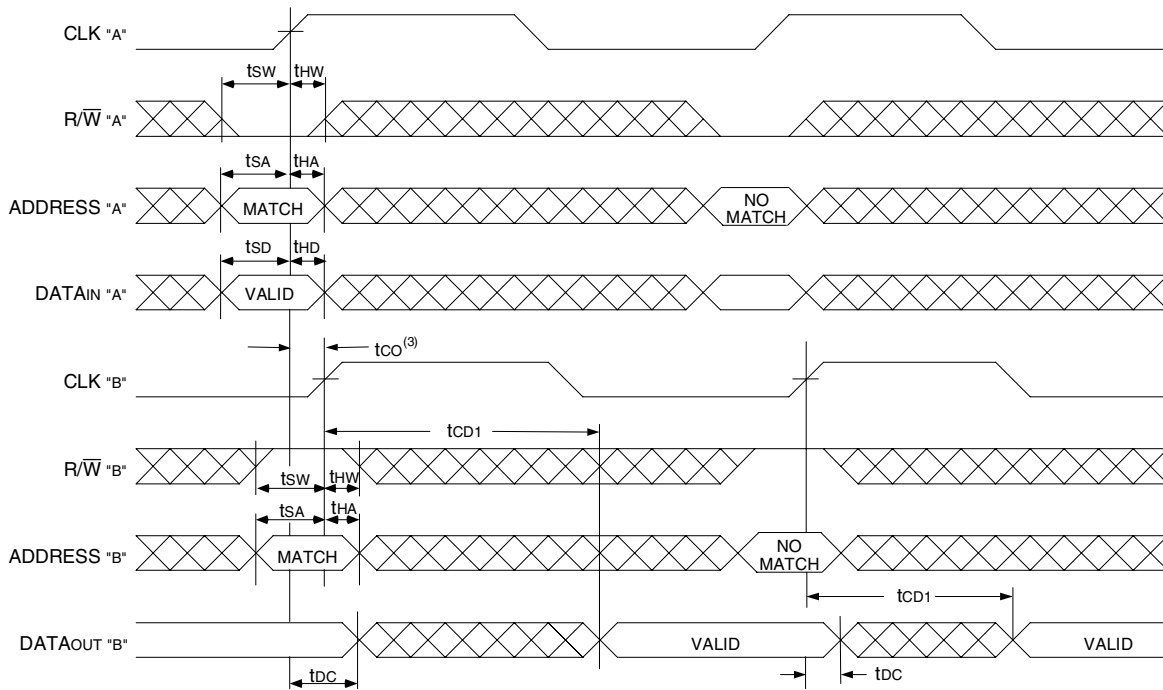 CLK "A"
tSW tHW
R/W̅ "A"
tSA tHA
ADDRESS "A" MATCH NO MATCH
tSD tHD
DATAIN "A" VALID
tCO(3)
CLK "B"
tCD1
R/W̅ "B"
tSW tHW
tSA tHA
ADDRESS "B" MATCH NO MATCH
tCD1
DATAOUT "B" VALID VALID
tDC tDC